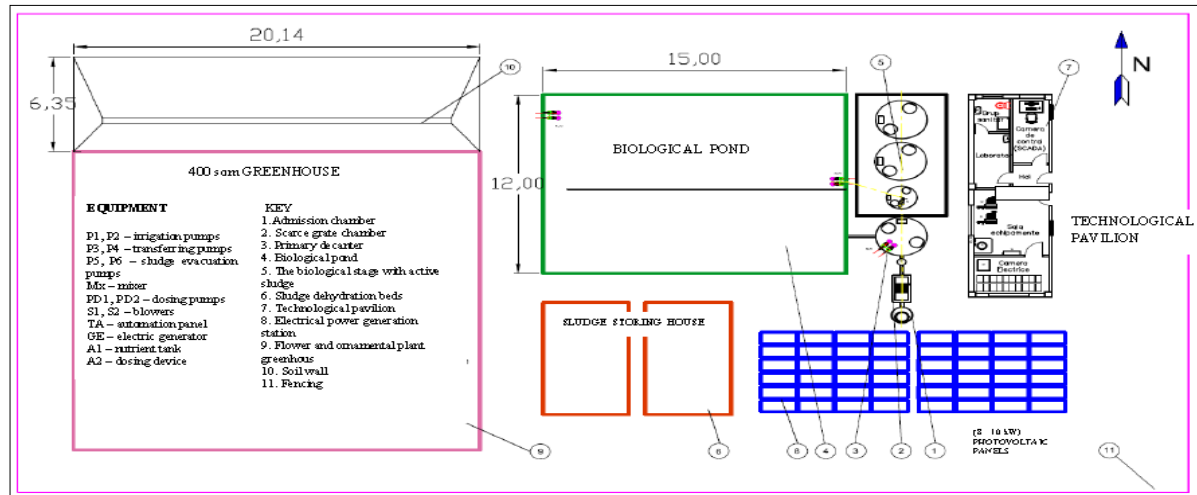 20,14
6,35
10
400 sqm GREENHOUSE
EQUIPMENT
P1, P2 – irrigation pumps
P3, P4 – transferring pumps
P5, P6 – sludge evacuation
pumps
Mx – mixer
PD1, PD2 – dosing pumps
S1, S2 – blowers
TA – automation panel
GE – electric generator
A1 – nutrient tank
A2 – dosing device
KEY
1. Admission chamber
2. Scarce grate chamber
3. Primary decanter
4. Biological pond
5. The biological stage with active
sludge
6. Sludge dehydration beds
7. Technological pavilion
8. Electrical power generation
station
9. Flower and ornamental plant
greenhous
10. Soil wall
11. Fencing
15,00
12,00
BIOLOGICAL POND
5
7
N
Grup
sanitar
Camera
de
control
(SCADA)
Laborator
Hol
Sala
echipamente
Camera
Electrice
TECHNOLOGICAL
PAVILION
SLUDGE STORING HOUSE
PHOTOVOLTAIC
PANELS
9
6
8
4
3
2
1
11